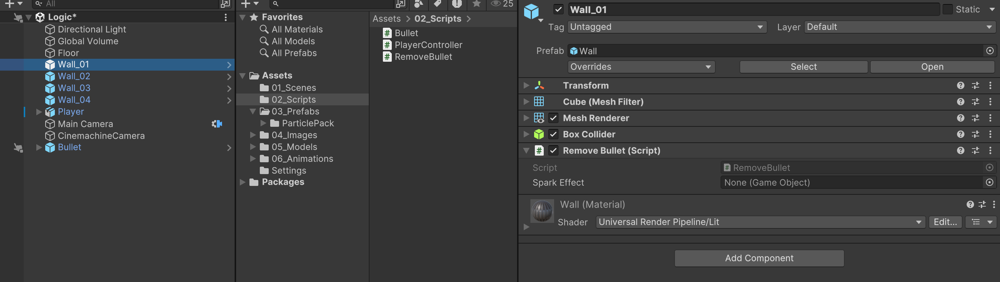 All
Logic*
Directional Light
Global Volume
Floor
Wall_01
Wall_02
Wall_03
Wall_04
Player
Main Camera
CinemachineCamera
Bullet
25
Favorites
All Materials
All Models
All Prefabs
Assets
01_Scenes
02_Scripts
03_Prefabs
ParticlePack
04_Images
05_Models
06_Animations
Settings
Packages
Assets > 02_Scripts >
Bullet
PlayerController
RemoveBullet
Wall_01 Static
Tag Untagged Layer Default
Prefab Wall
Overrides Select Open
Transform
Cube (Mesh Filter)
Mesh Renderer
Box Collider
# Remove Bullet (Script)
Script # RemoveBullet
Spark Effect None (Game Object)
Wall (Material)
Shader Universal Render Pipeline/Lit Edit...
Add Component